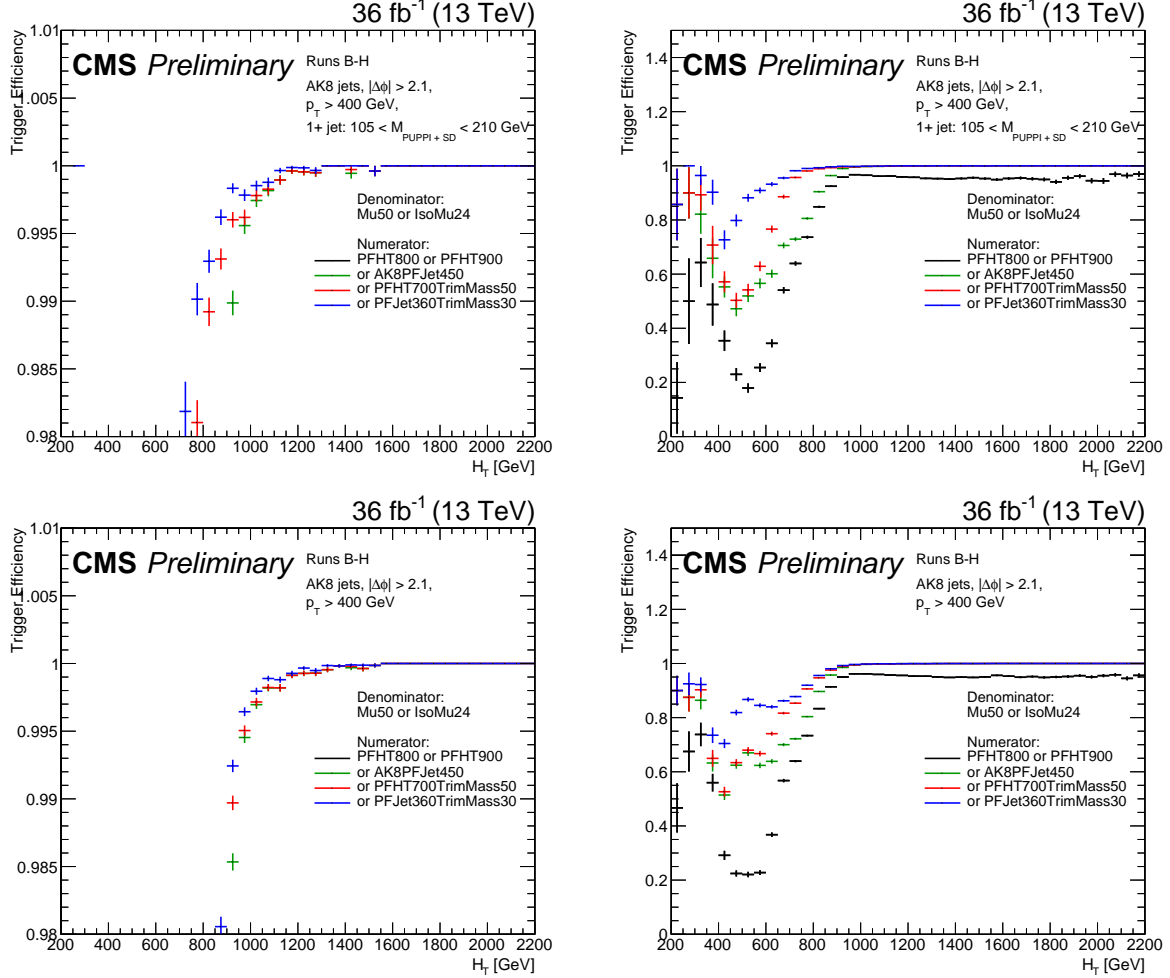 36 fb-1 (13 TeV)
Trigger Efficiency
CMS Preliminary
Runs B-H
AK8 jets, |Δϕ| > 2.1,
pT > 400 GeV,
1+ jet: 105 < MPUPPI + SD < 210 GeV
Denominator:
Mu50 or IsoMu24
Numerator:
PFHT800 or PFHT900
or AK8PFJet450
or PFHT700TrimMass50
or PFJet360TrimMass30
1.01
1.005
1
0.995
0.99
0.985
0.98
200 400 600 800 1000 1200 1400 1600 1800 2000 2200
HT [GeV]
36 fb-1 (13 TeV)
Trigger Efficiency
CMS Preliminary
Runs B-H
AK8 jets, |Δϕ| > 2.1,
pT > 400 GeV,
1+ jet: 105 < MPUPPI + SD < 210 GeV
Denominator:
Mu50 or IsoMu24
Numerator:
PFHT800 or PFHT900
or AK8PFJet450
or PFHT700TrimMass50
or PFJet360TrimMass30
1.4
1.2
1
0.8
0.6
0.4
0.2
0
200 400 600 800 1000 1200 1400 1600 1800 2000 2200
HT [GeV]
36 fb-1 (13 TeV)
Trigger Efficiency
CMS Preliminary
Runs B-H
AK8 jets, |Δϕ| > 2.1,
pT > 400 GeV
Denominator:
Mu50 or IsoMu24
Numerator:
PFHT800 or PFHT900
or AK8PFJet450
or PFHT700TrimMass50
or PFJet360TrimMass30
1.01
1.005
1
0.995
0.99
0.985
0.98
200 400 600 800 1000 1200 1400 1600 1800 2000 2200
HT [GeV]
36 fb-1 (13 TeV)
Trigger Efficiency
CMS Preliminary
Runs B-H
AK8 jets, |Δϕ| > 2.1,
pT > 400 GeV
Denominator:
Mu50 or IsoMu24
Numerator:
PFHT800 or PFHT900
or AK8PFJet450
or PFHT700TrimMass50
or PFJet360TrimMass30
1.4
1.2
1
0.8
0.6
0.4
0.2
0
200 400 600 800 1000 1200 1400 1600 1800 2000 2200
HT [GeV]